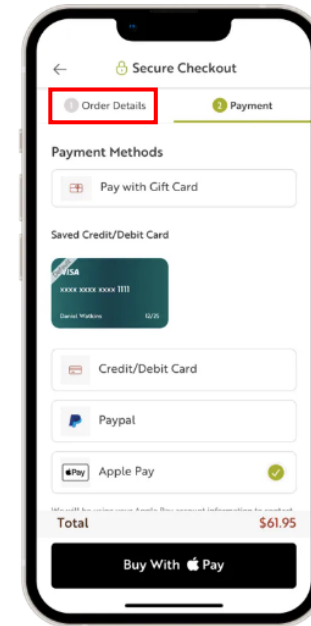 Secure Checkout
1 Order Details
2 Payment
Payment Methods
Pay with Gift Card
Saved Credit/Debit Card
VISA
xxxx xxxx xxxx 1111
Daniel Watkins 12/25
Credit/Debit Card
Paypal
Pay Apple Pay
Total $61.95
Buy With Pay